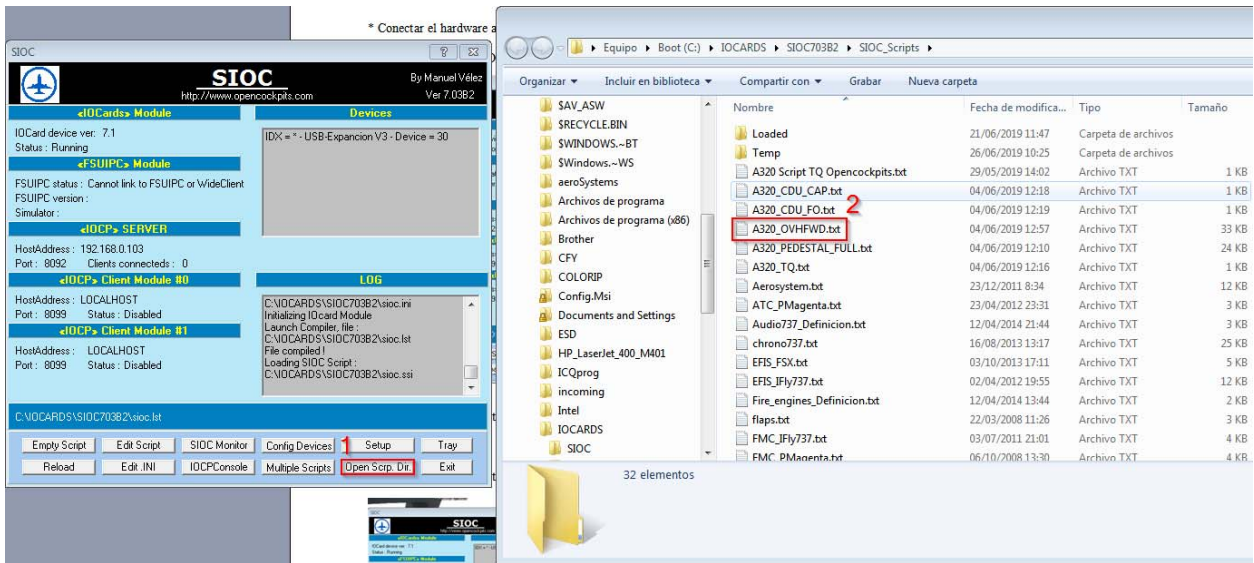 * Conectar el hardware a
SIOC
SIOC
By Manuel Vélez
http://www.opencockpits.com
Ver 7.03B2
«IOCards» Module
IOCard device ver: 7.1
Status : Running
«FSUIPC» Module
FSUIPC status : Cannot link to FSUIPC or WideClient
FSUIPC version :
Simulator :
«IOCP» SERVER
HostAddress : 192.168.0.103
Port : 8092 Clients connecteds : 0
«IOCP» Client Module #0
HostAddress : LOCALHOST
Port : 8099 Status : Disabled
«IOCP» Client Module #1
HostAddress : LOCALHOST
Port : 8099 Status : Disabled
Devices
IDX = * - USB-Expancion V3 - Device = 30
LOG
C:\IOCARDS\SIOC703B2\sioc.ini
Initializing IOcard Module
Launch Compiler, file :
C:\IOCARDS\SIOC703B2\sioc.lst
File compiled !
Loading SIOC Script :
C:\IOCARDS\SIOC703B2\sioc.ssi
C:\IOCARDS\SIOC703B2\sioc.lst
1
Empty Script Edit Script SIOC Monitor Config Devices Setup Tray
Reload Edit .INI IOCPConsole Multiple Scripts Open Scrp. Dir. Exit
SIOC
Equipo Boot (C:) IOCARDS SIOC703B2 SIOC_Scripts
Organizar Incluir en biblioteca Compartir con Grabar Nueva carpeta
$AV_ASW
$RECYCLE.BIN
$WINDOWS.~BT
$Windows.~WS
aeroSystems
Archivos de programa
Archivos de programa (x86)
Brother
CFY
COLORIP
Config.Msi
Documents and Settings
ESD
HP_LaserJet_400_M401
ICQprog
incoming
Intel
IOCARDS
SIOC
Nombre Fecha de modifica... Tipo Tamaño
Loaded 21/06/2019 11:47 Carpeta de archivos
Temp 26/06/2019 10:25 Carpeta de archivos
A320 Script TQ Opencockpits.txt 29/05/2019 14:02 Archivo TXT 1 KB
A320_CDU_CAP.txt 04/06/2019 12:18 Archivo TXT 1 KB
A320_CDU_FO.txt 04/06/2019 12:19 Archivo TXT 1 KB
2
A320_OVHFWD.txt 04/06/2019 12:57 Archivo TXT 33 KB
A320_PEDESTAL_FULL.txt 04/06/2019 12:10 Archivo TXT 24 KB
A320_TQ.txt 04/06/2019 12:16 Archivo TXT 1 KB
Aerosystem.txt 23/12/2011 8:34 Archivo TXT 12 KB
ATC_PMagenta.txt 23/04/2012 23:31 Archivo TXT 3 KB
Audio737_Definicion.txt 12/04/2014 21:44 Archivo TXT 3 KB
chrono737.txt 16/08/2013 13:17 Archivo TXT 25 KB
EFIS_FSX.txt 03/10/2013 17:11 Archivo TXT 5 KB
EFIS_IFly737.txt 02/04/2012 19:55 Archivo TXT 12 KB
Fire_engines_Definicion.txt 12/04/2014 13:44 Archivo TXT 2 KB
flaps.txt 22/03/2008 11:26 Archivo TXT 3 KB
FMC_IFly737.txt 03/07/2011 21:01 Archivo TXT 4 KB
FMC_PMagenta.txt 06/10/2008 13:30 Archivo TXT 4 KB
32 elementos